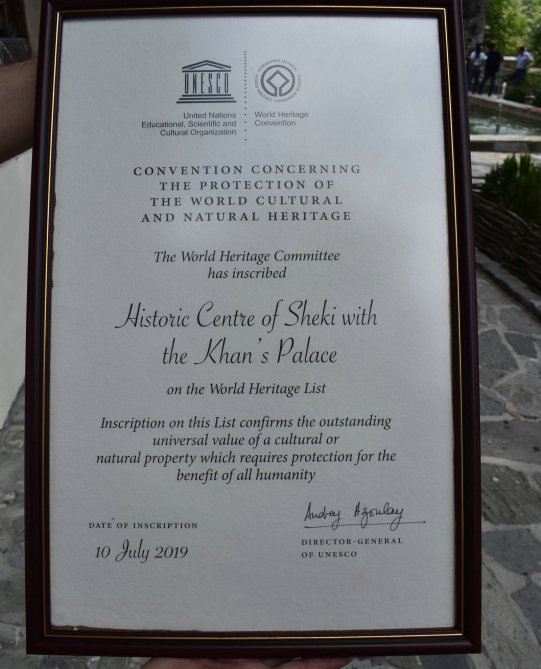 UNESCO
United Nations
Educational, Scientific and
Cultural Organization
World Heritage
Convention
CONVENTION CONCERNING
THE PROTECTION OF
THE WORLD CULTURAL
AND NATURAL HERITAGE
The World Heritage Committee
has inscribed
Historic Centre of Sheki with
the Khan's Palace
on the World Heritage List
Inscription on this List confirms the outstanding
universal value of a cultural or
natural property which requires protection for the
benefit of all humanity
DATE OF INSCRIPTION
10 July 2019
Audrey Azoulay
DIRECTOR-GENERAL
OF UNESCO